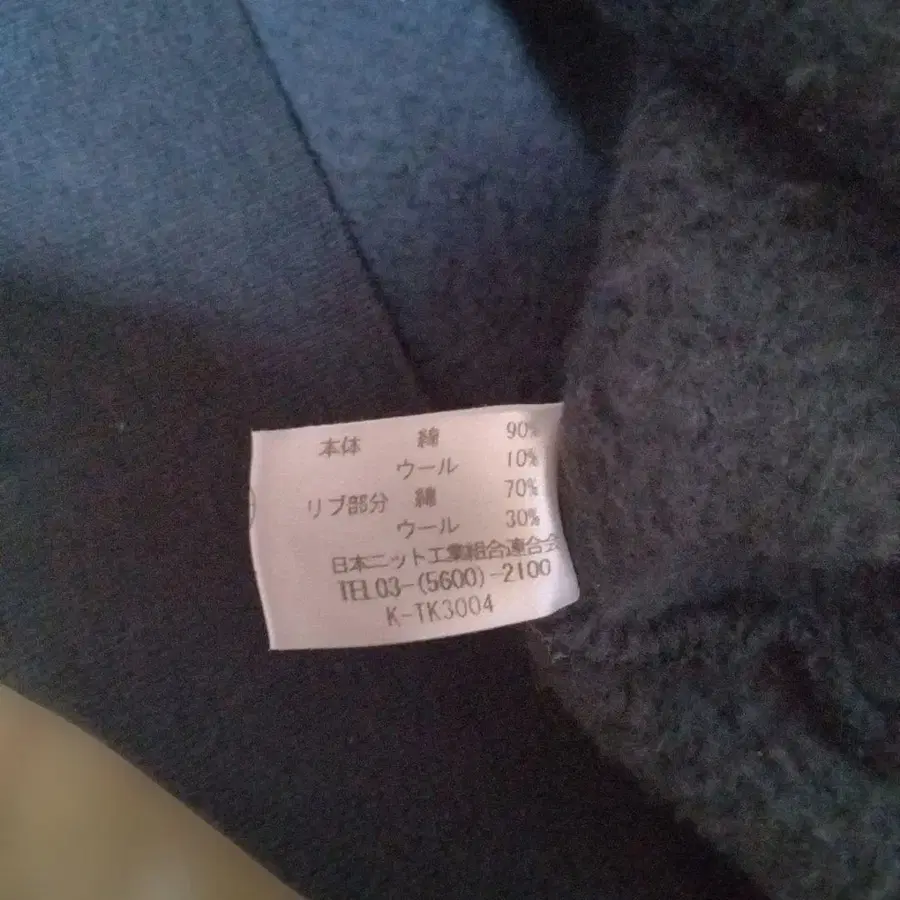 本体 綿 90%
ウール 10%
リブ部分 綿 70%
ウール 30%
日本ニット工業組合連合会
TEL03-(5600)-2100
K-TK3004